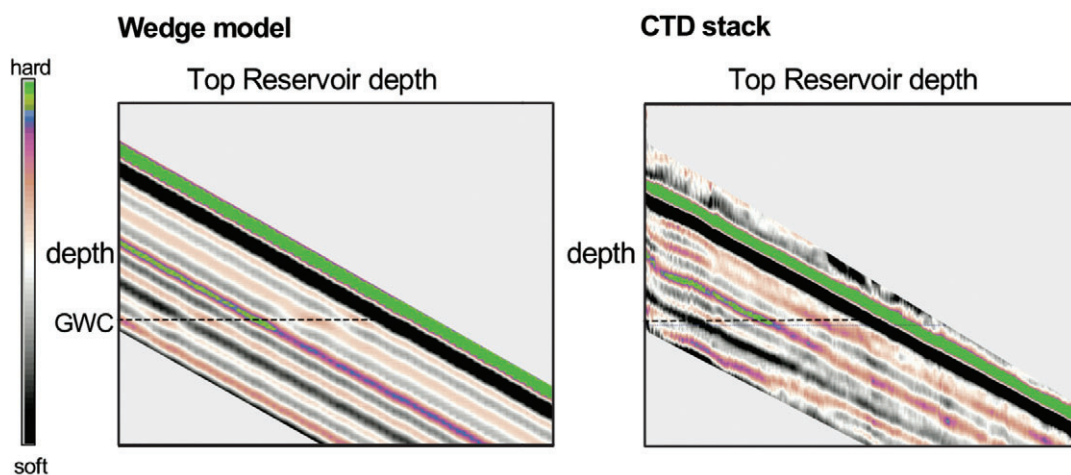 Wedge model
CTD stack
hard
Top Reservoir depth
Top Reservoir depth
depth
depth
GWC
soft